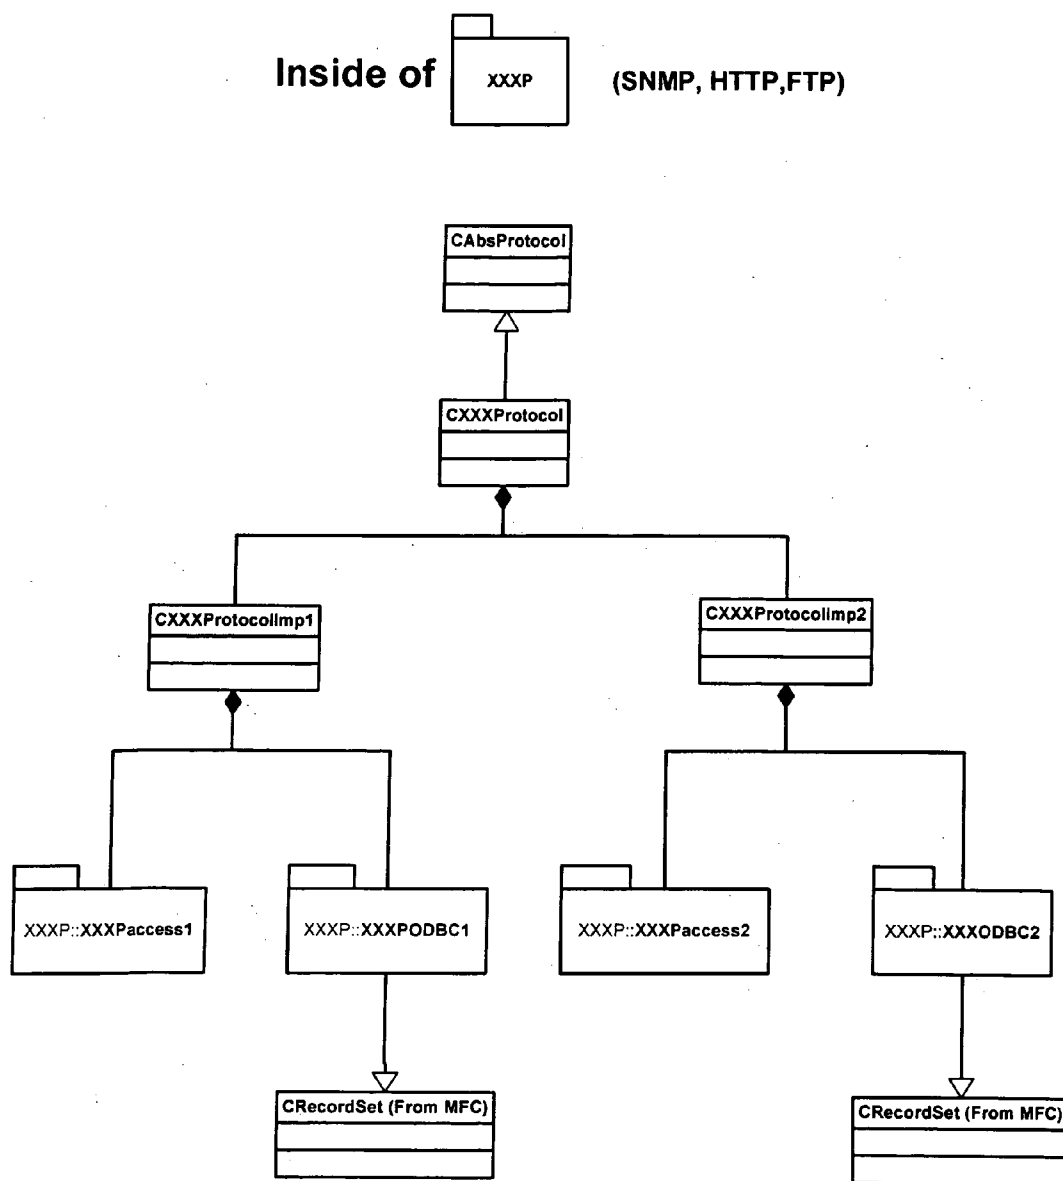 Inside of
XXXP
(SNMP, HTTP,FTP)
CAbsProtocol
CXXXProtocol
CXXXProtocolImp1
CXXXProtocolImp2
XXXP::XXXPaccess1
XXXP::XXXPODBC1
XXXP::XXXPaccess2
XXXP::XXXODBC2
CRecordSet (From MFC)
CRecordSet (From MFC)